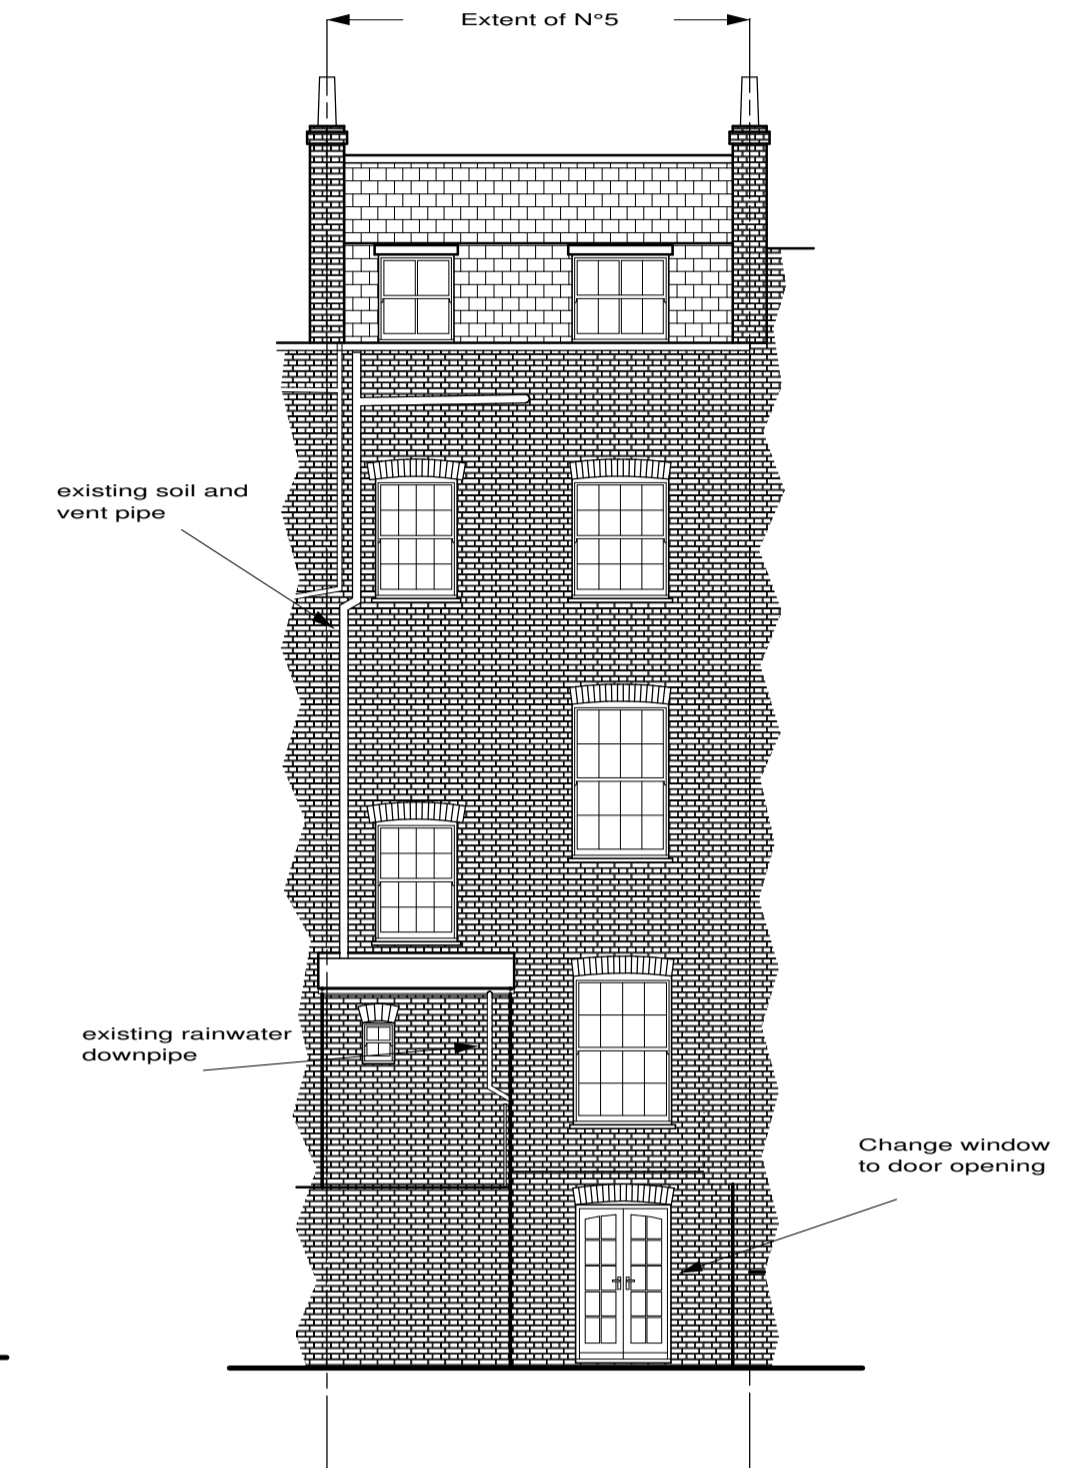 Extent of N°5
existing soil and
vent pipe
existing rainwater
downpipe
Change window
to door opening